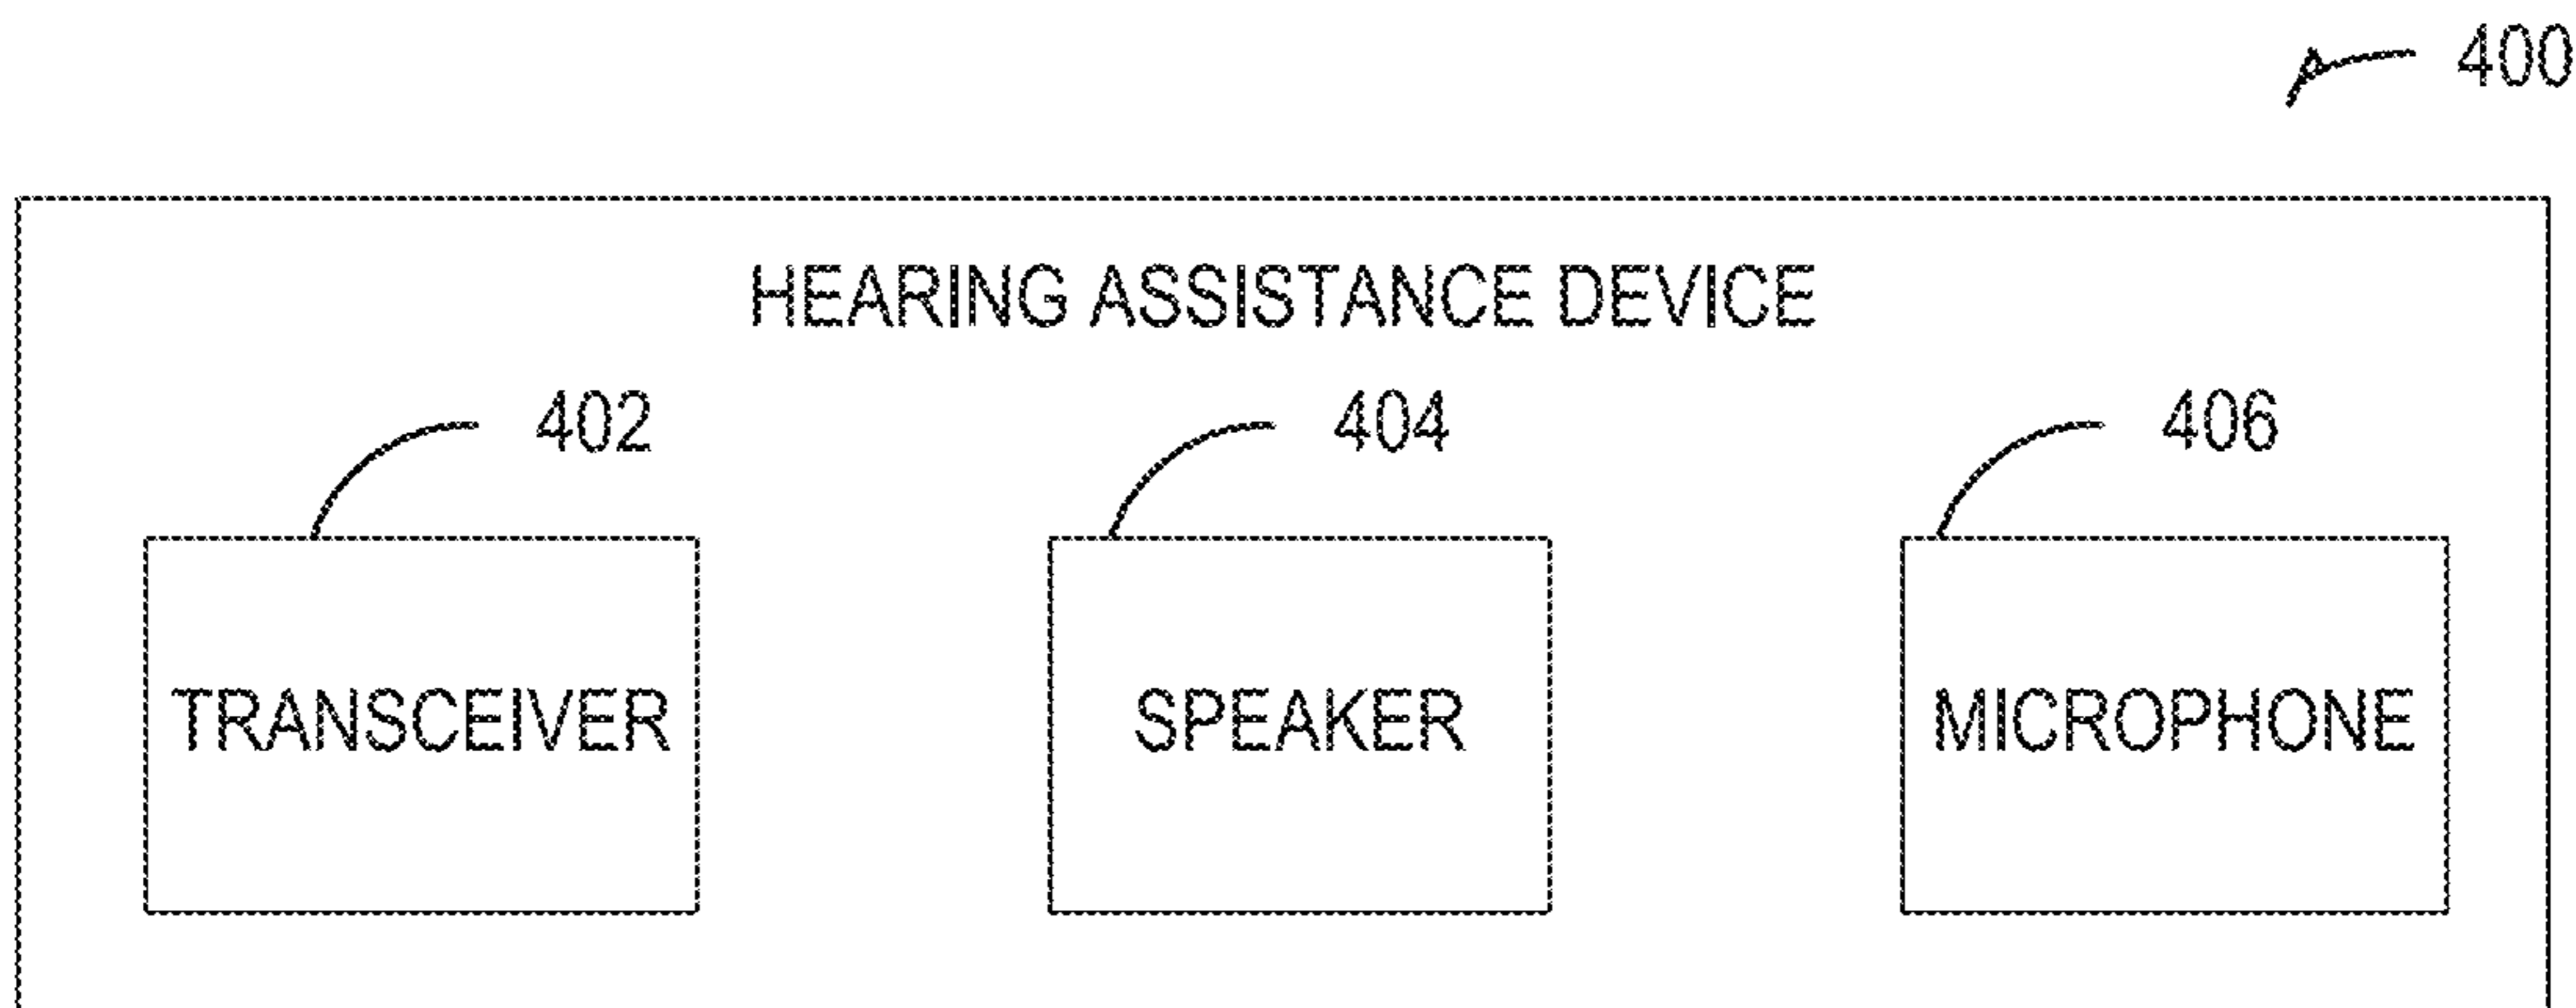 400
HEARING ASSISTANCE DEVICE
402 404 406
TRANSCEIVER SPEAKER MICROPHONE